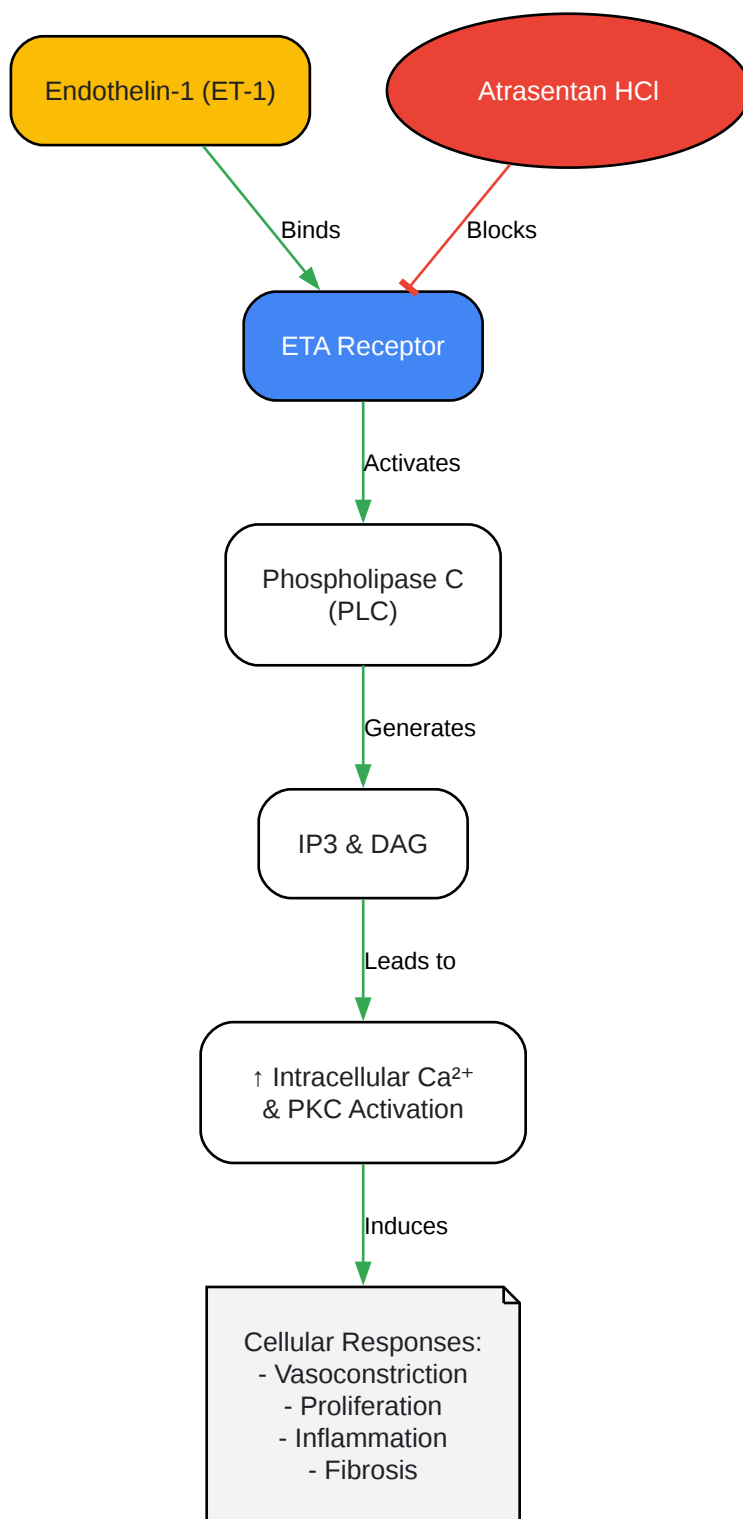 Endothelin-1 (ET-1)
Atrasentan HCl
Binds
Blocks
ETA Receptor
Activates
Phospholipase C
(PLC)
Generates
IP3 & DAG
Leads to
↑ Intracellular Ca²⁺
& PKC Activation
Induces
Cellular Responses:
- Vasoconstriction
- Proliferation
- Inflammation
- Fibrosis